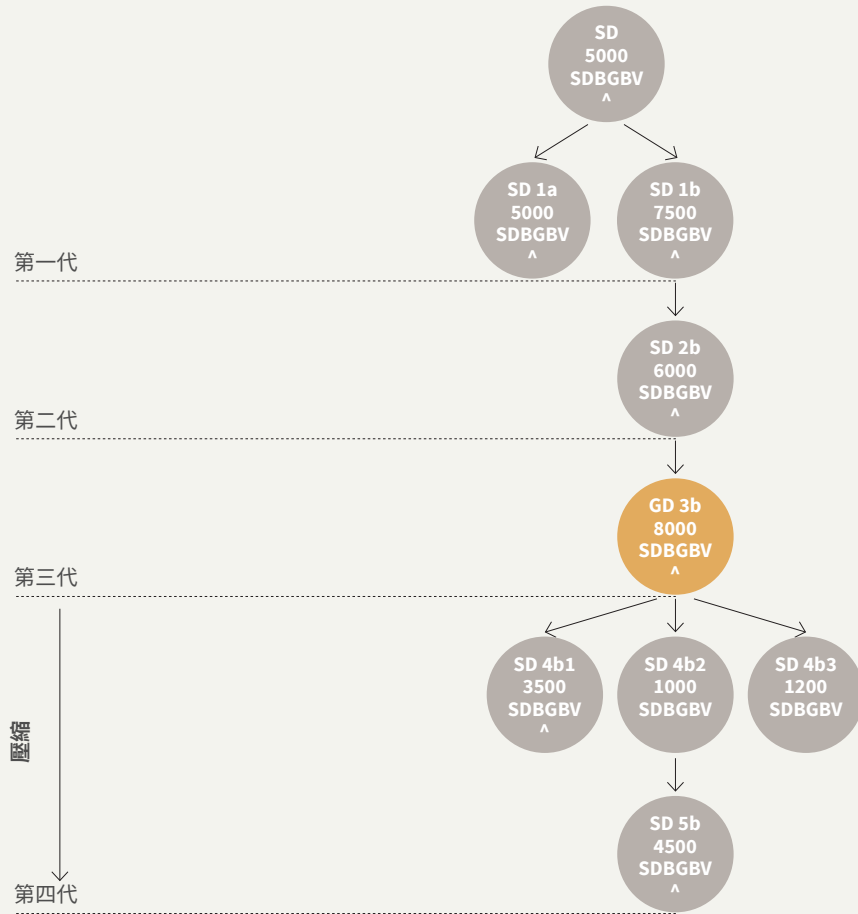 SD
5000
SDBGBV
^
SD 1a
5000
SDBGBV
^
SD 1b
7500
SDBGBV
^
第一代
SD 2b
6000
SDBGBV
^
第二代
GD 3b
8000
SDBGBV
^
第三代
SD 4b1
3500
SDBGBV
^
SD 4b2
1000
SDBGBV
SD 4b3
1200
SDBGBV
壓縮
SD 5b
4500
SDBGBV
^
第四代